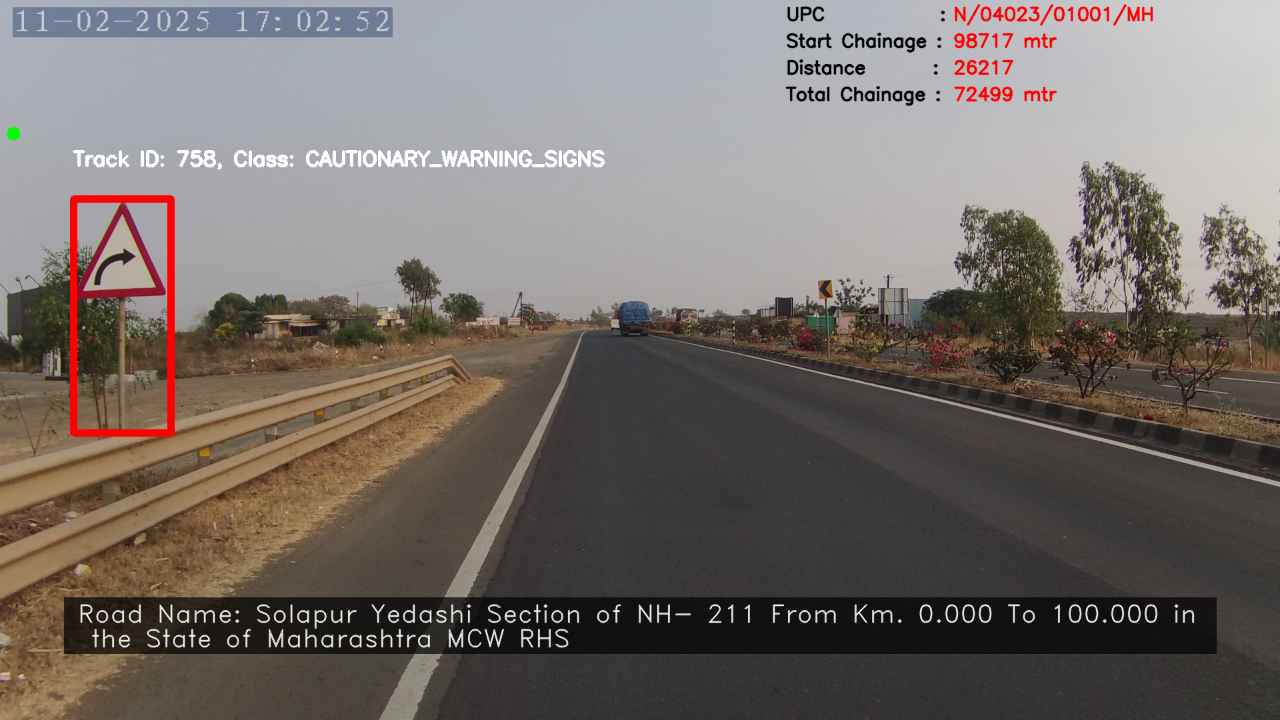 11-02-2025 17:02:52
UPC : N/04023/01001/MH
Start Chainage : 98717 mtr
Distance : 26217
Total Chainage : 72499 mtr
Track ID: 758, Class: CAUTIONARY_WARNING_SIGNS
Road Name: Solapur Yedashi Section of NH- 211 From Km. 0.000 To 100.000 in
the State of Maharashtra MCW RHS